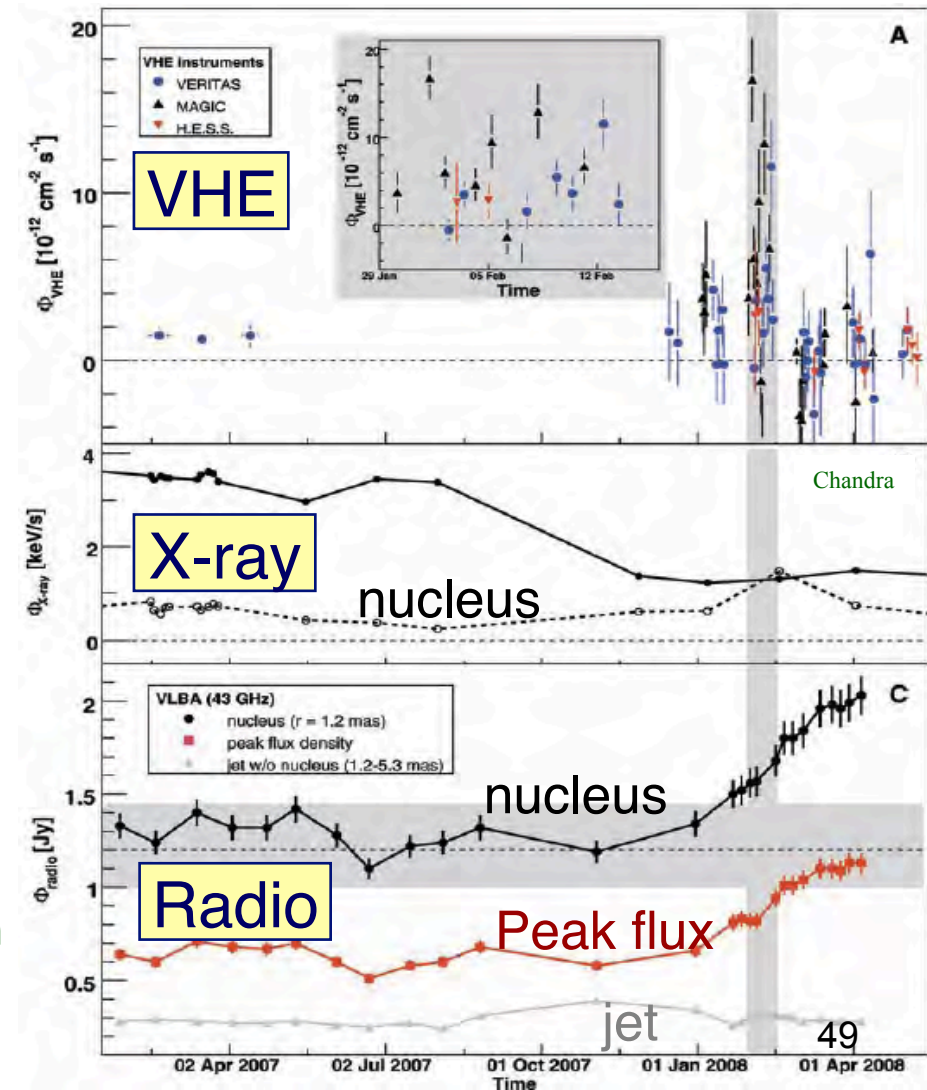 20
A
VHE instruments
VERITAS
MAGIC
H.E.S.S.
VHE
10
0
Φ_VHE [10⁻¹² cm⁻² s⁻¹]
20
10
0
Φ_VHE [10⁻¹² cm⁻² s⁻¹]
29 Jan 05 Feb 12 Feb
Time
4
2
0
Φ_X-ray [keV/s]
Chandra
X-ray
nucleus
VLBA (43 GHz)
nucleus (r = 1.2 mas)
peak flux density
jet w/o nucleus (1.2-5.3 mas)
C
2
1.5
1
0.5
Φ_radio [Jy]
nucleus
Radio
Peak flux
jet
49
02 Apr 2007 02 Jul 2007 01 Oct 2007 01 Jan 2008 01 Apr 2008
Time